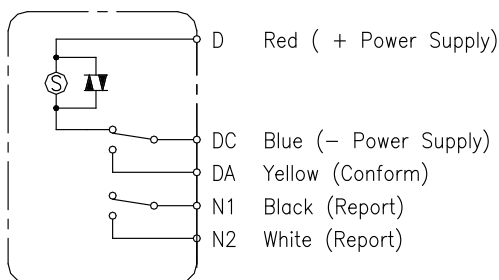 D Red ( + Power Supply)
S
DC Blue (− Power Supply)
DA Yellow (Conform)
N1 Black (Report)
N2 White (Report)